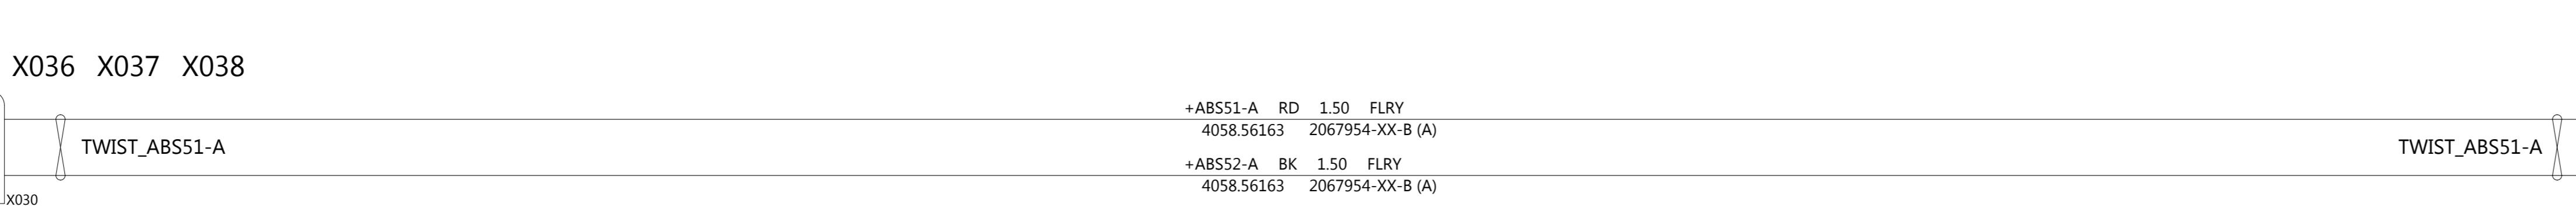 X036 X037 X038
+ABS51-A RD 1.50 FLRY
4058.56163 2067954-XX-B (A)
TWIST_ABS51-A TWIST_ABS51-A
+ABS52-A BK 1.50 FLRY
4058.56163 2067954-XX-B (A)
X030